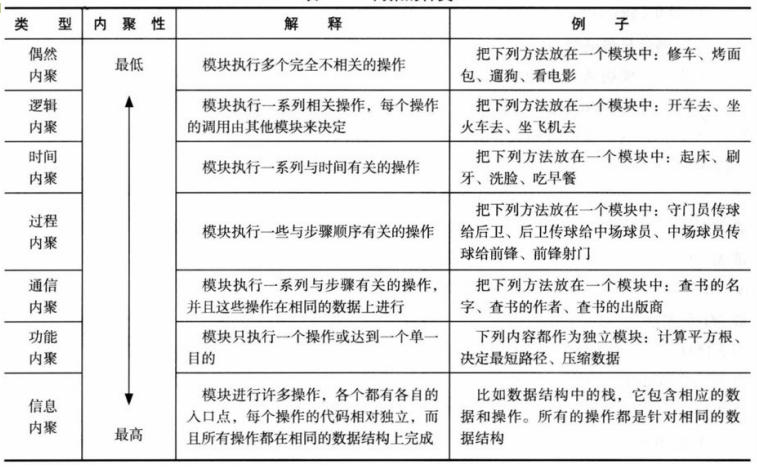 类 型 内 聚 性 解 释 例 子
偶然
内聚
最低
模块执行多个完全不相关的操作
把下列方法放在一个模块中：修车、烤面
包、遛狗、看电影
逻辑
内聚
模块执行一系列相关操作，每个操作
的调用由其他模块来决定
把下列方法放在一个模块中：开车去、坐
火车去、坐飞机去
时间
内聚
模块执行一系列与时间有关的操作
把下列方法放在一个模块中：起床、刷
牙、洗脸、吃早餐
过程
内聚
模块执行一些与步骤顺序有关的操作
把下列方法放在一个模块中：守门员传球
给后卫、后卫传球给中场球员、中场球员传
球给前锋、前锋射门
通信
内聚
模块执行一系列与步骤有关的操作，
并且这些操作在相同的数据上进行
把下列方法放在一个模块中：查书的名
字、查书的作者、查书的出版商
功能
内聚
模块只执行一个操作或达到一个单一
目的
下列内容都作为独立模块：计算平方根、
决定最短路径、压缩数据
信息
内聚
最高
模块进行许多操作，各个都有各自的
入口点，每个操作的代码相对独立，而
且所有操作都在相同的数据结构上完成
比如数据结构中的栈，它包含相应的数
据和操作。所有的操作都是针对相同的数
据结构